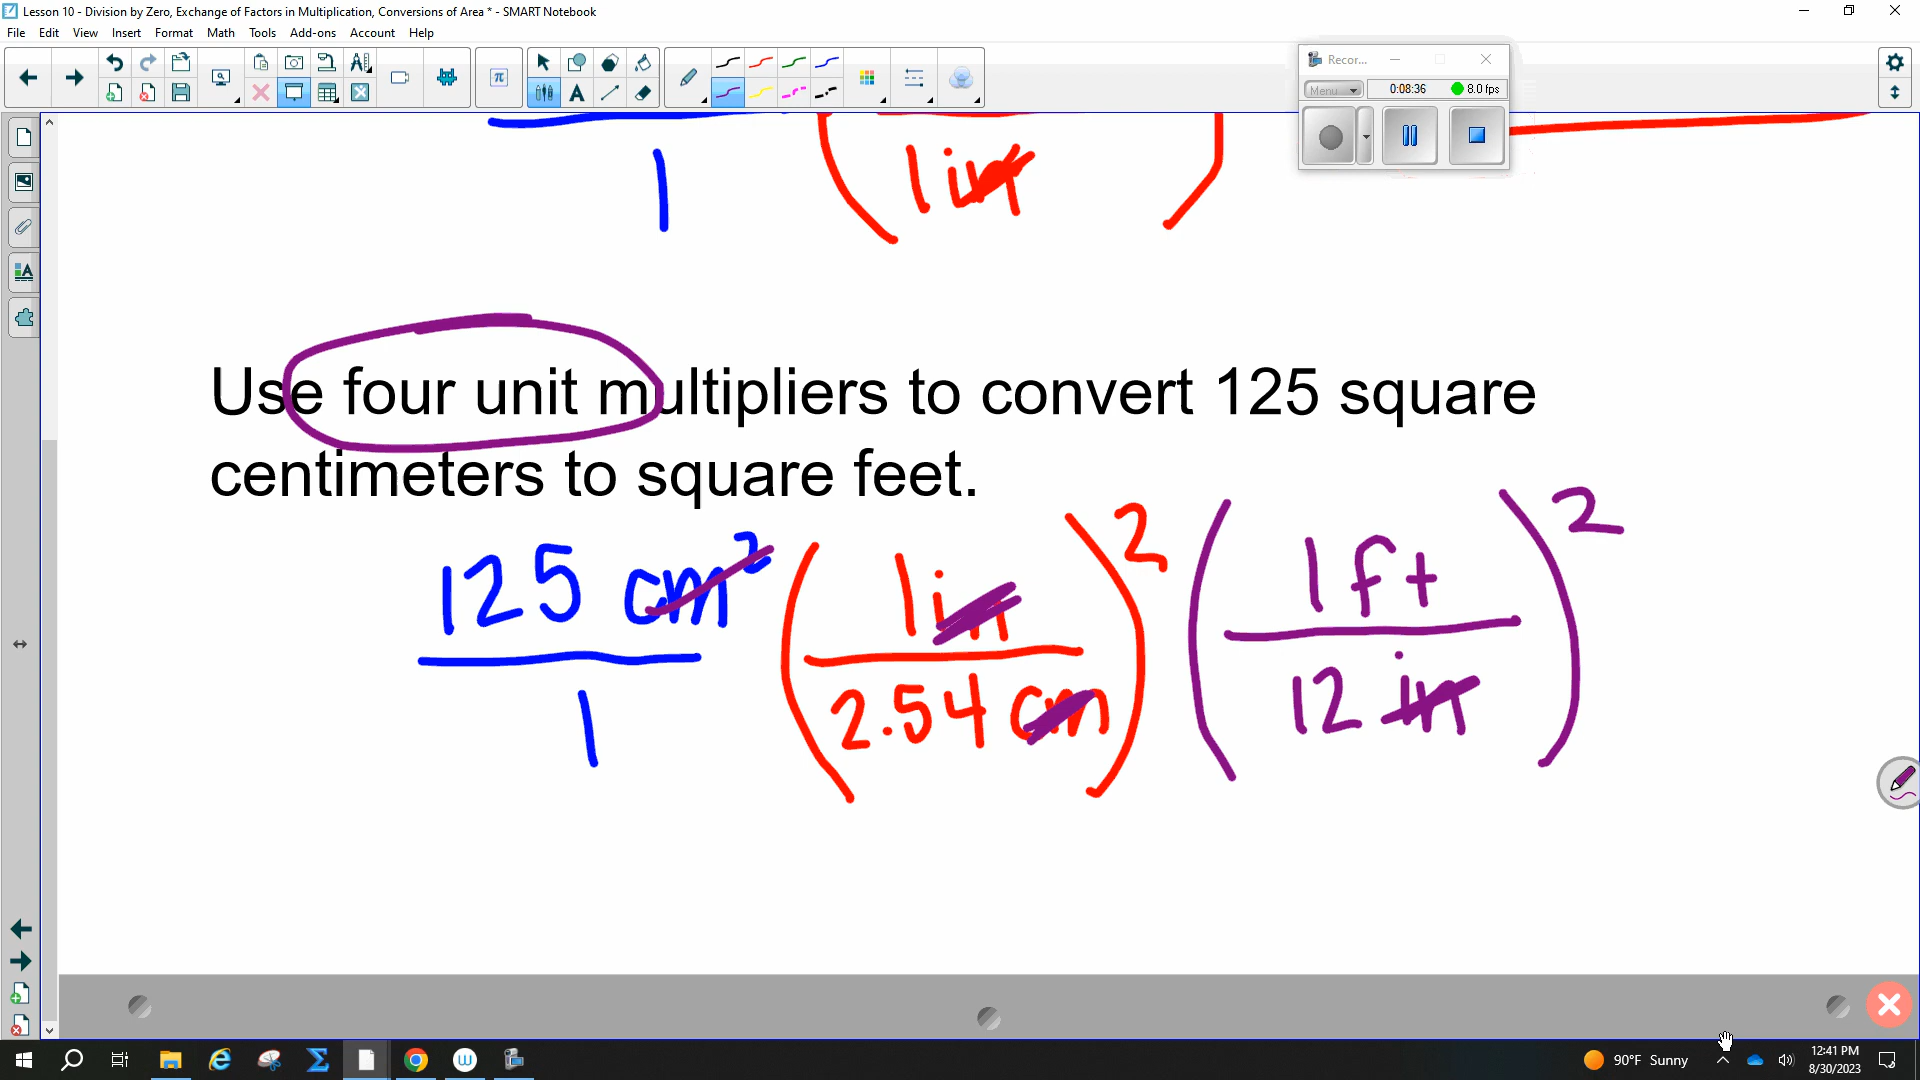 Lesson 10 - Division by Zero, Exchange of Factors in Multiplication, Conversions of Area * - SMART Notebook
File Edit View Insert Format Math Tools Add-ons Account Help
Recor...
Menu 0:08:36 8.0 fps
1 1 in
Use four unit multipliers to convert 125 square
centimeters to square feet.
125 cm² (1 in)² (1 ft)²
1 2.54 cm 12 in
90°F Sunny
12:41 PM
8/30/2023